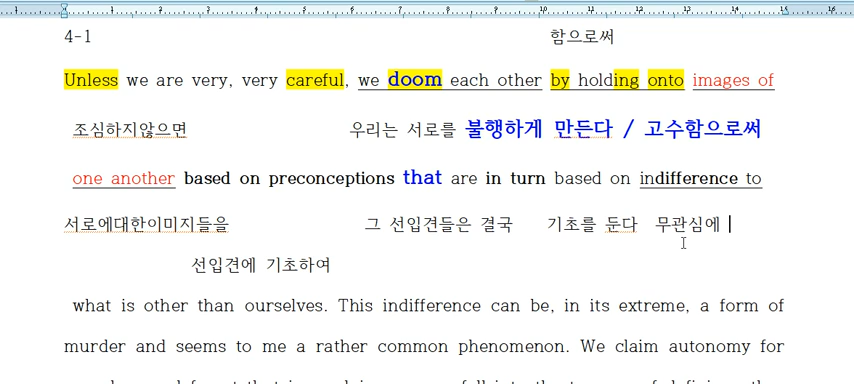 4-1 함으로써
Unless we are very, very careful, we doom each other by holding onto images of
조심하지않으면 우리는 서로를 불행하게 만든다 / 고수함으로써
one another based on preconceptions that are in turn based on indifference to
서로에대한이미지들을 그 선입견들은 결국 기초를 둔다 무관심에
선입견에 기초하여
what is other than ourselves. This indifference can be, in its extreme, a form of
murder and seems to me a rather common phenomenon. We claim autonomy for